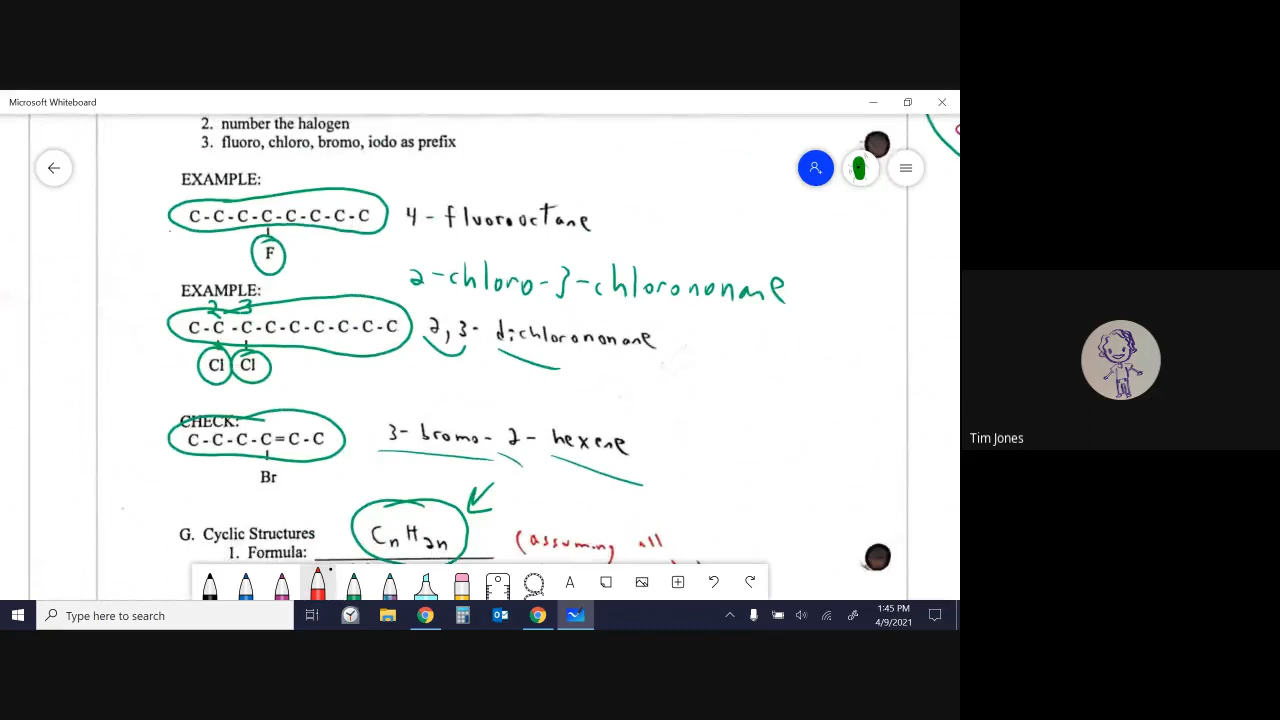 Microsoft Whiteboard
2. number the halogen
3. fluoro, chloro, bromo, iodo as prefix
EXAMPLE:
C - C - C - C - C - C - C - C 4 - fluorooctane
F
2-chloro-3-chlorononane
EXAMPLE:
2 3
C - C - C - C - C - C - C - C - C 2,3- dichlorononane
Cl Cl
CHECK:
C - C - C - C = C - C 3- bromo- 2- hexene
Br
G. Cyclic Structures CnH2n (assuming all
1. Formula:
Tim Jones
Type here to search
1:45 PM
4/9/2021